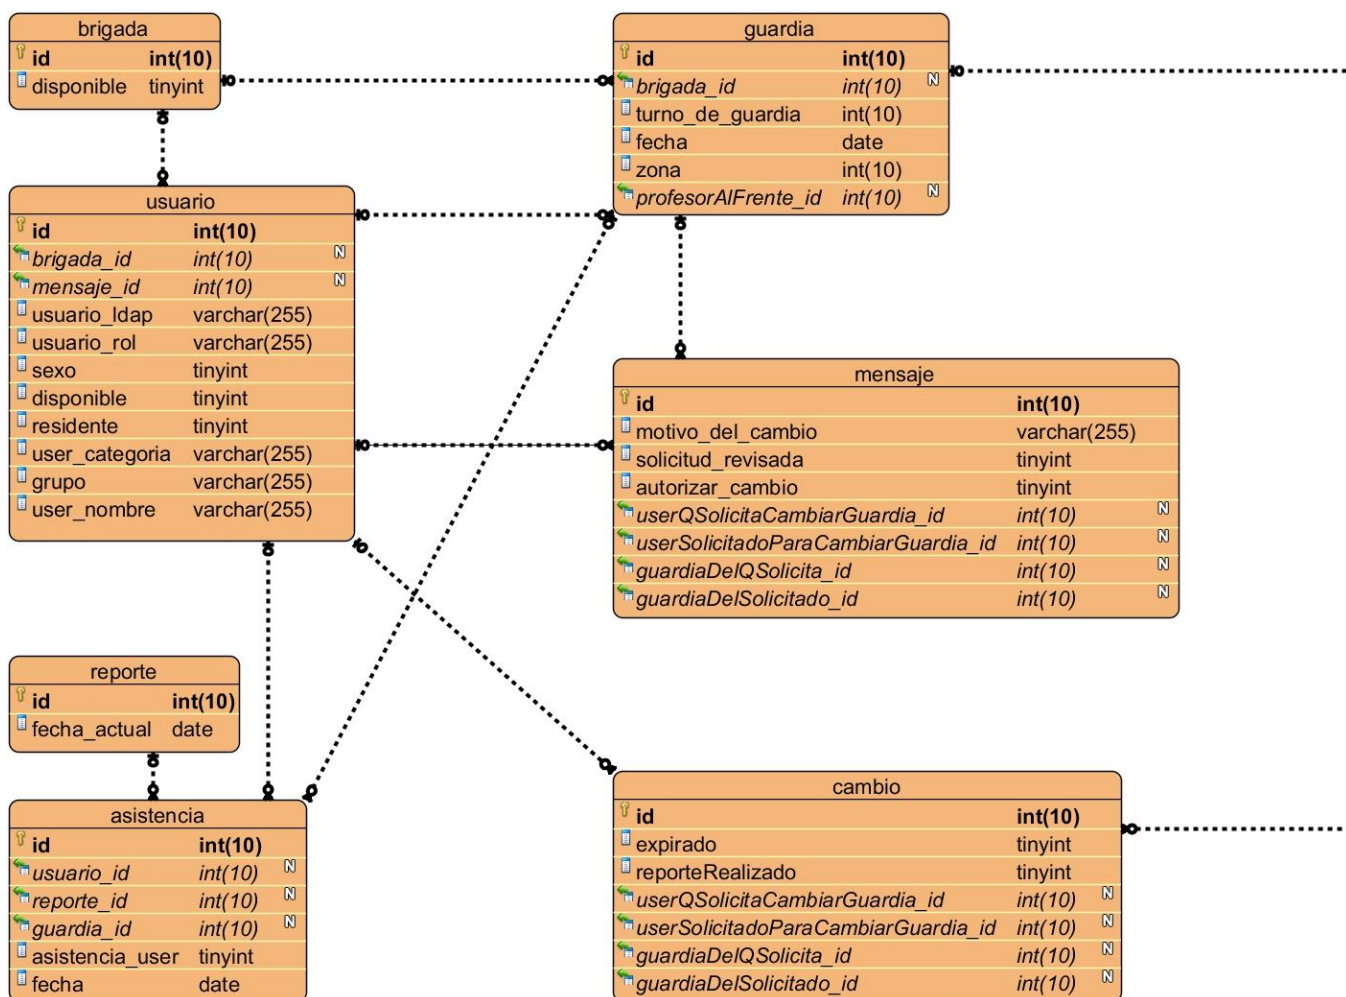 brigada
id int(10)
disponible tinyint
guardia
id int(10)
brigada_id int(10) N
turno_de_guardia int(10)
fecha date
zona int(10)
profesorAlFrente_id int(10) N
usuario
id int(10)
brigada_id int(10) N
mensaje_id int(10) N
usuario_ldap varchar(255)
usuario_rol varchar(255)
sexo tinyint
disponible tinyint
residente tinyint
user_categoria varchar(255)
grupo varchar(255)
user_nombre varchar(255)
mensaje
id int(10)
motivo_del_cambio varchar(255)
solicitud_revisada tinyint
autorizar_cambio tinyint
userQSolicitaCambiarGuardia_id int(10) N
userSolicitadoParaCambiarGuardia_id int(10) N
guardiaDelQSolicita_id int(10) N
guardiaDelSolicitado_id int(10) N
reporte
id int(10)
fecha_actual date
asistencia
id int(10)
usuario_id int(10) N
reporte_id int(10) N
guardia_id int(10) N
asistencia_user tinyint
fecha date
cambio
id int(10)
expirado tinyint
reporteRealizado tinyint
userQSolicitaCambiarGuardia_id int(10) N
userSolicitadoParaCambiarGuardia_id int(10) N
guardiaDelQSolicita_id int(10) N
guardiaDelSolicitado_id int(10) N